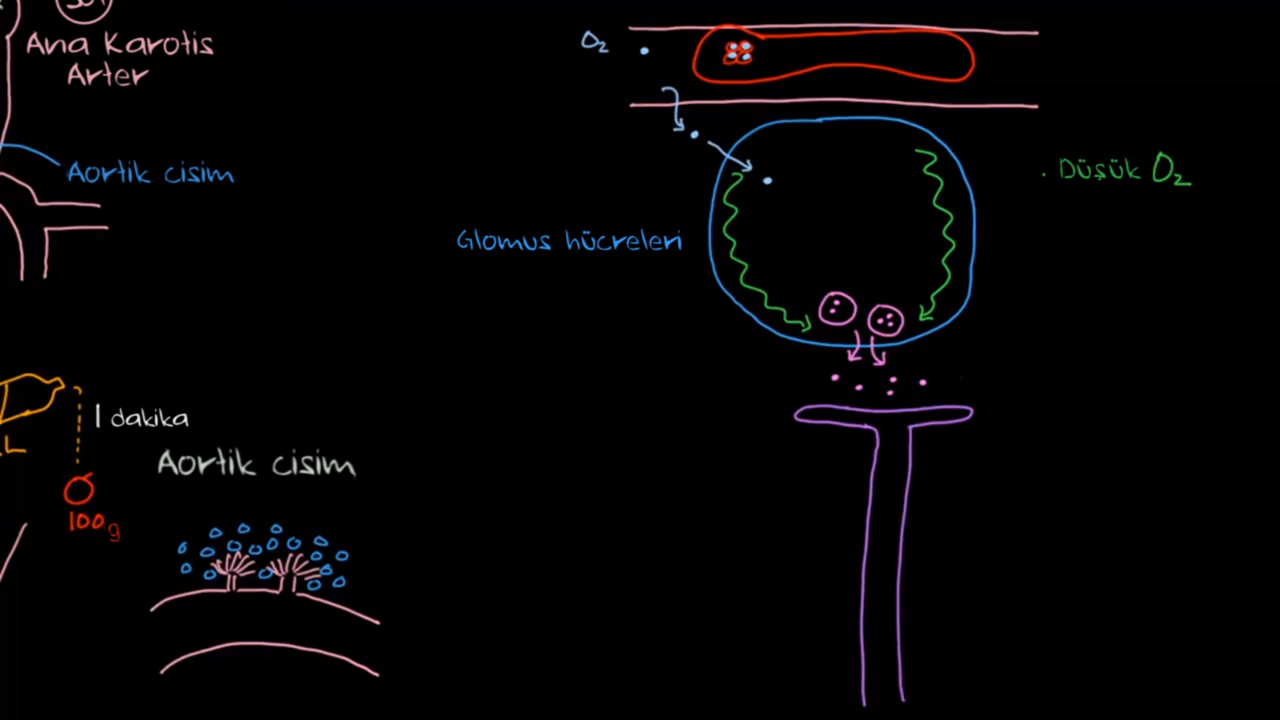 Ana Karotis
Arter
Aortik cisim
1 dakika
L
100g
Aortik cisim
O₂
Glomus hücreleri
· Düşük O₂